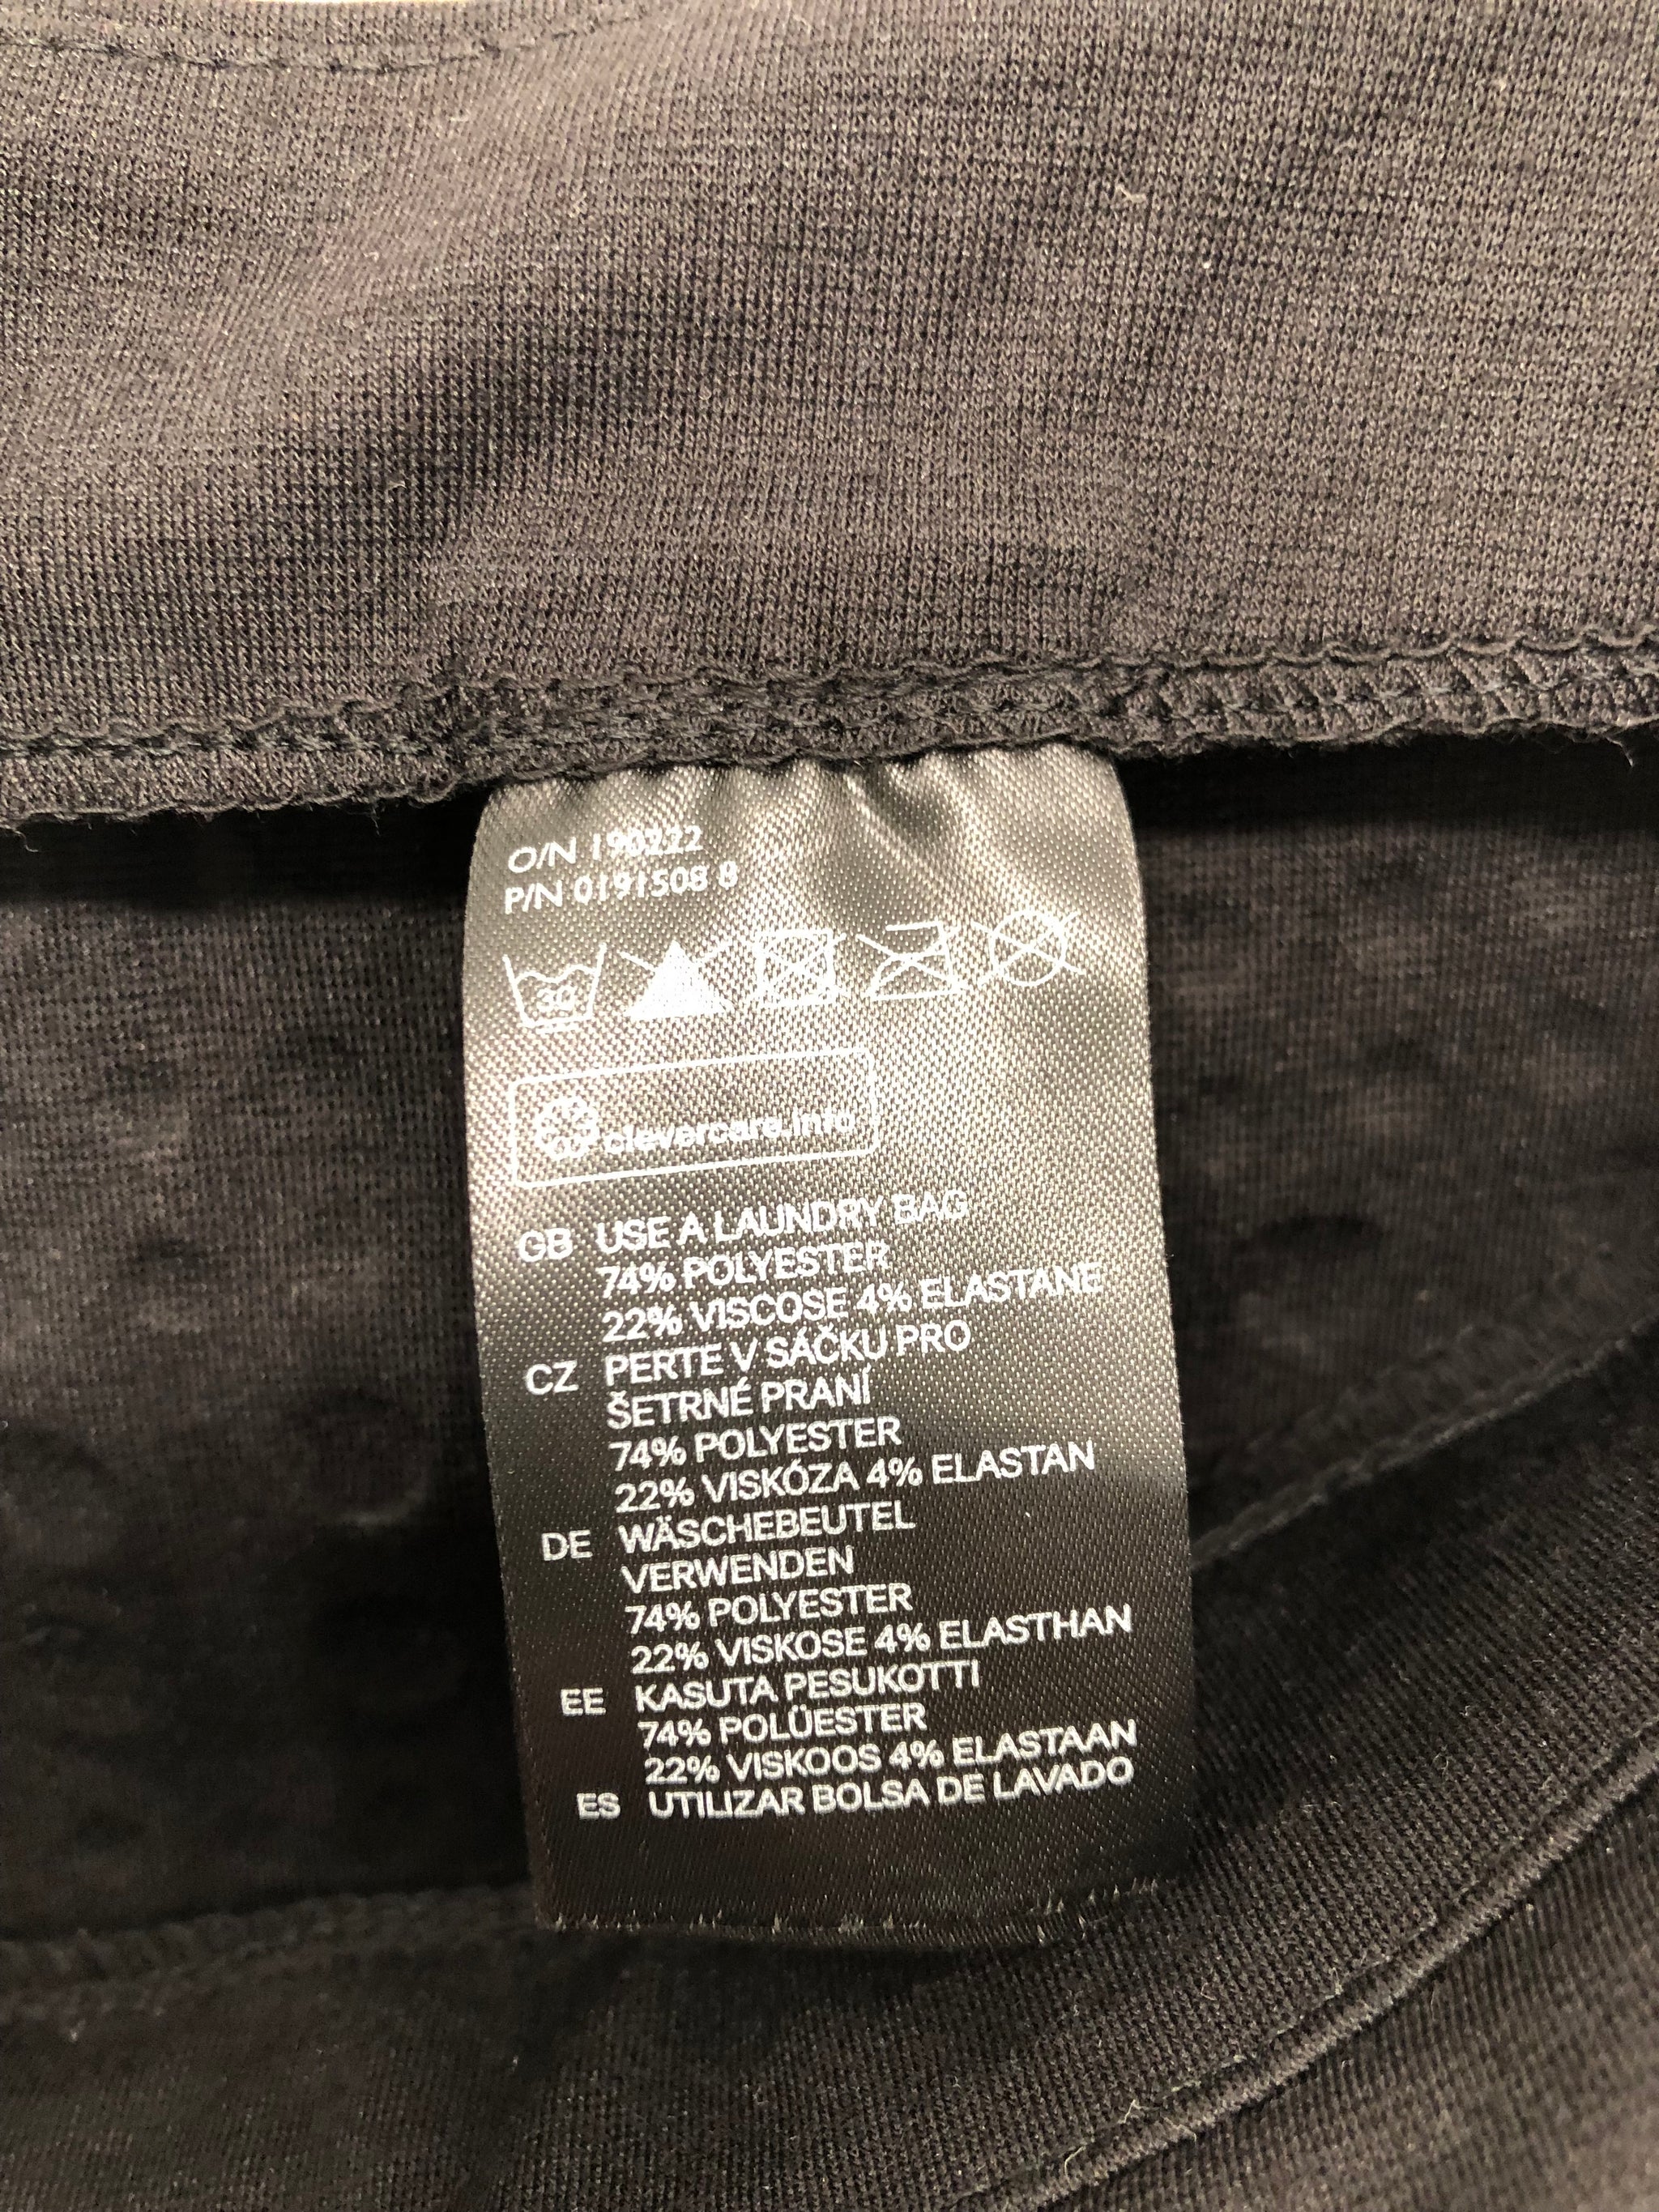 O/N 190222
P/N 0191508 8
30
clevercare.info
GB USE A LAUNDRY BAG
74% POLYESTER
22% VISCOSE 4% ELASTANE
CZ PERTE V SÁČKU PRO
ŠETRNÉ PRANÍ
74% POLYESTER
22% VISKÓZA 4% ELASTAN
DE WÄSCHEBEUTEL
VERWENDEN
74% POLYESTER
22% VISKOSE 4% ELASTHAN
EE KASUTA PESUKOTTI
74% POLÜESTER
22% VISKOOS 4% ELASTAAN
ES UTILIZAR BOLSA DE LAVADO